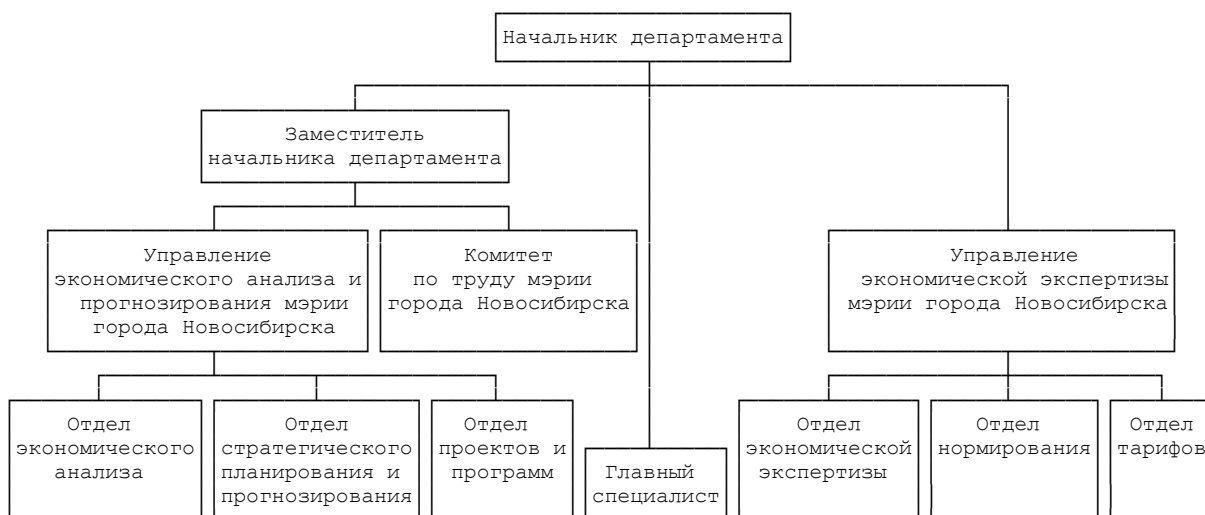 Начальник департамента
Заместитель
начальника департамента
Управление
экономического анализа и
прогнозирования мэрии
города Новосибирска
Комитет
по труду мэрии
города Новосибирска
Управление
экономической экспертизы
мэрии города Новосибирска
Отдел
экономического
анализа
Отдел
стратегического
планирования и
прогнозирования
Отдел
проектов и
программ
Главный
специалист
Отдел
экономической
экспертизы
Отдел
нормирования
Отдел
тарифов